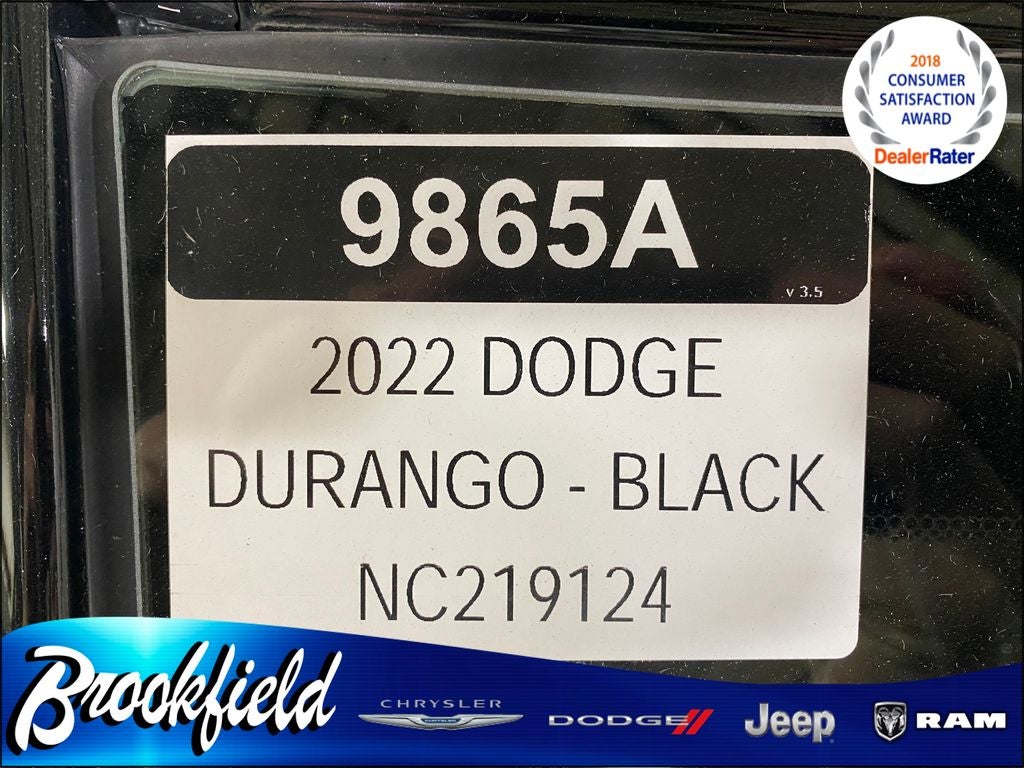 2018
CONSUMER
SATISFACTION
AWARD
DealerRater
9865A
v 3.5
2022 DODGE
DURANGO - BLACK
NC219124
Brookfield
CHRYSLER
DODGE
Jeep
RAM